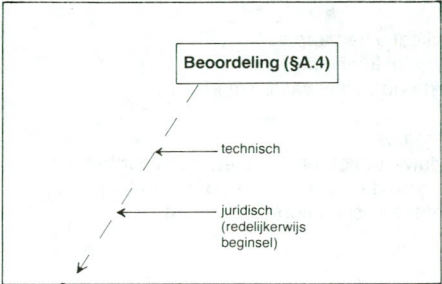 Beoordeling (§A.4)
technisch
juridisch
(redelijkerwijs
beginsel)